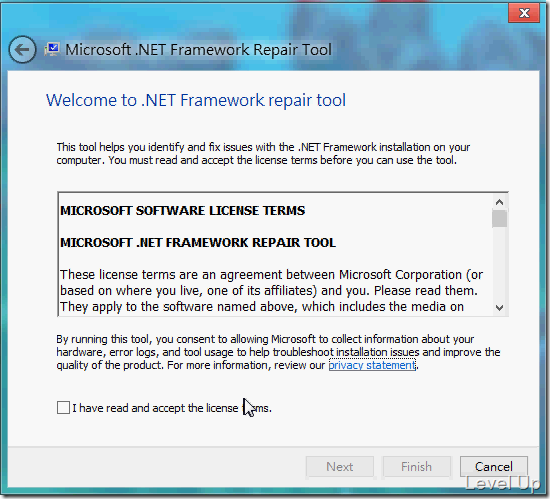 Microsoft .NET Framework Repair Tool
Welcome to .NET Framework repair tool
This tool helps you identify and fix issues with the .NET Framework installation on your
computer. You must read and accept the license terms before you can use the tool.
MICROSOFT SOFTWARE LICENSE TERMS
MICROSOFT .NET FRAMEWORK REPAIR TOOL
These license terms are an agreement between Microsoft Corporation (or
based on where you live, one of its affiliates) and you. Please read them.
They apply to the software named above, which includes the media on
By running this tool, you consent to allowing Microsoft to collect information about your
hardware, error logs, and tool usage to help troubleshoot installation issues and improve the
quality of the product. For more information, review our privacy statement.
I have read and accept the license terms.
Next
Finish
Cancel
Level Up